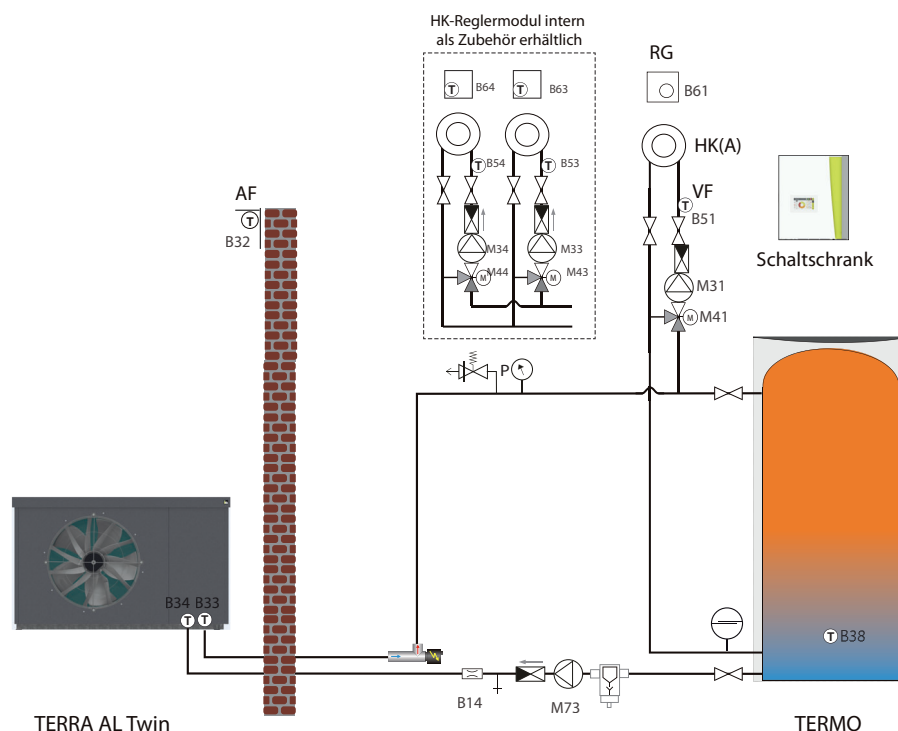 HK-Reglermodul intern
als Zubehör erhältlich
RG
T
B64
T
B63
B61
HK(A)
T
B54
T
B53
AF
T
B32
VF
T
B51
Schaltschrank
M34
M33
M31
M
M44
M
M43
M
M41
P
B34
B33
T
T
T
B38
B14
M73
TERRA AL Twin
TERMO